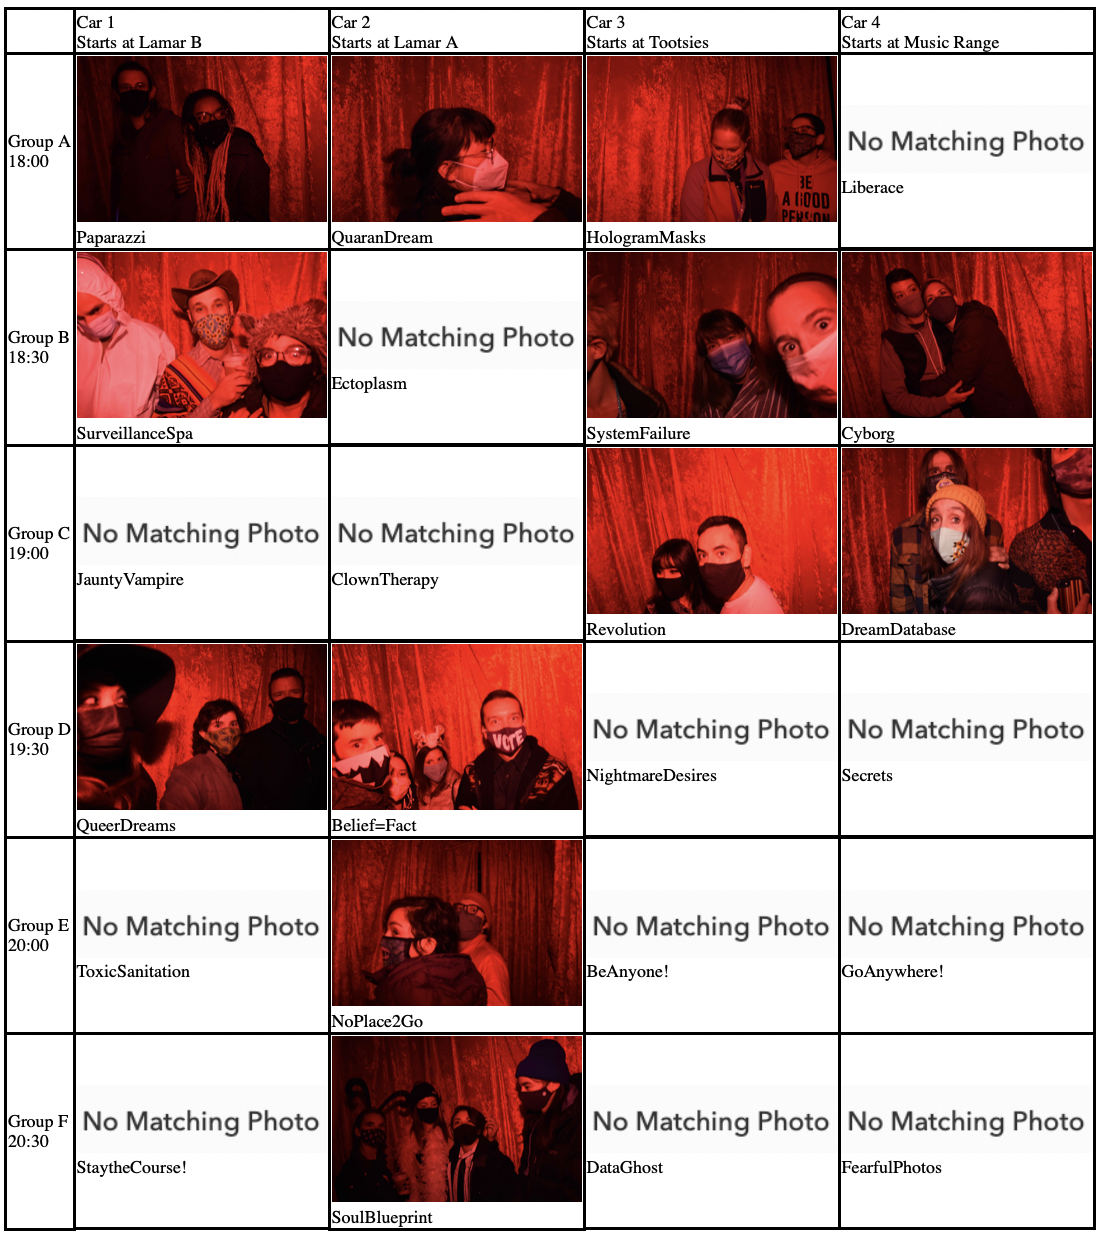 Car 1
Starts at Lamar B
Car 2
Starts at Lamar A
Car 3
Starts at Tootsies
Car 4
Starts at Music Range
Group A
18:00
Paparazzi
QuaranDream
BE
A GOOD
PERSON
HologramMasks
No Matching Photo
Liberace
Group B
18:30
SurveillanceSpa
No Matching Photo
Ectoplasm
SystemFailure
Cyborg
Group C
19:00
No Matching Photo
JauntyVampire
No Matching Photo
ClownTherapy
Revolution
DreamDatabase
Group D
19:30
QueerDreams
VOTE
Belief=Fact
No Matching Photo
NightmareDesires
No Matching Photo
Secrets
Group E
20:00
No Matching Photo
ToxicSanitation
NoPlace2Go
No Matching Photo
BeAnyone!
No Matching Photo
GoAnywhere!
Group F
20:30
No Matching Photo
StaytheCourse!
SoulBlueprint
No Matching Photo
DataGhost
No Matching Photo
FearfulPhotos